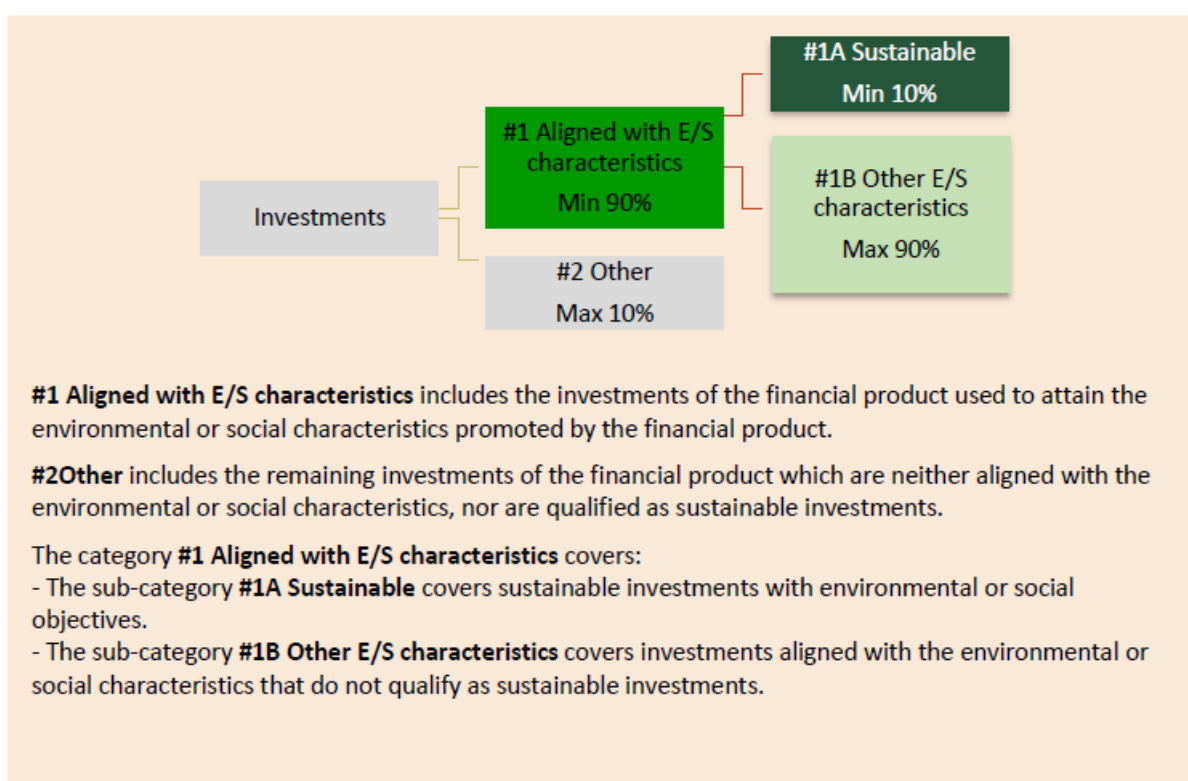 #1A Sustainable
Min 10%
#1 Aligned with E/S
characteristics
Min 90%
#1B Other E/S
characteristics
Max 90%
Investments
#2 Other
Max 10%
#1 Aligned with E/S characteristics includes the investments of the financial product used to attain the
environmental or social characteristics promoted by the financial product.
#2Other includes the remaining investments of the financial product which are neither aligned with the
environmental or social characteristics, nor are qualified as sustainable investments.
The category #1 Aligned with E/S characteristics covers:
- The sub-category #1A Sustainable covers sustainable investments with environmental or social
objectives.
- The sub-category #1B Other E/S characteristics covers investments aligned with the environmental or
social characteristics that do not qualify as sustainable investments.